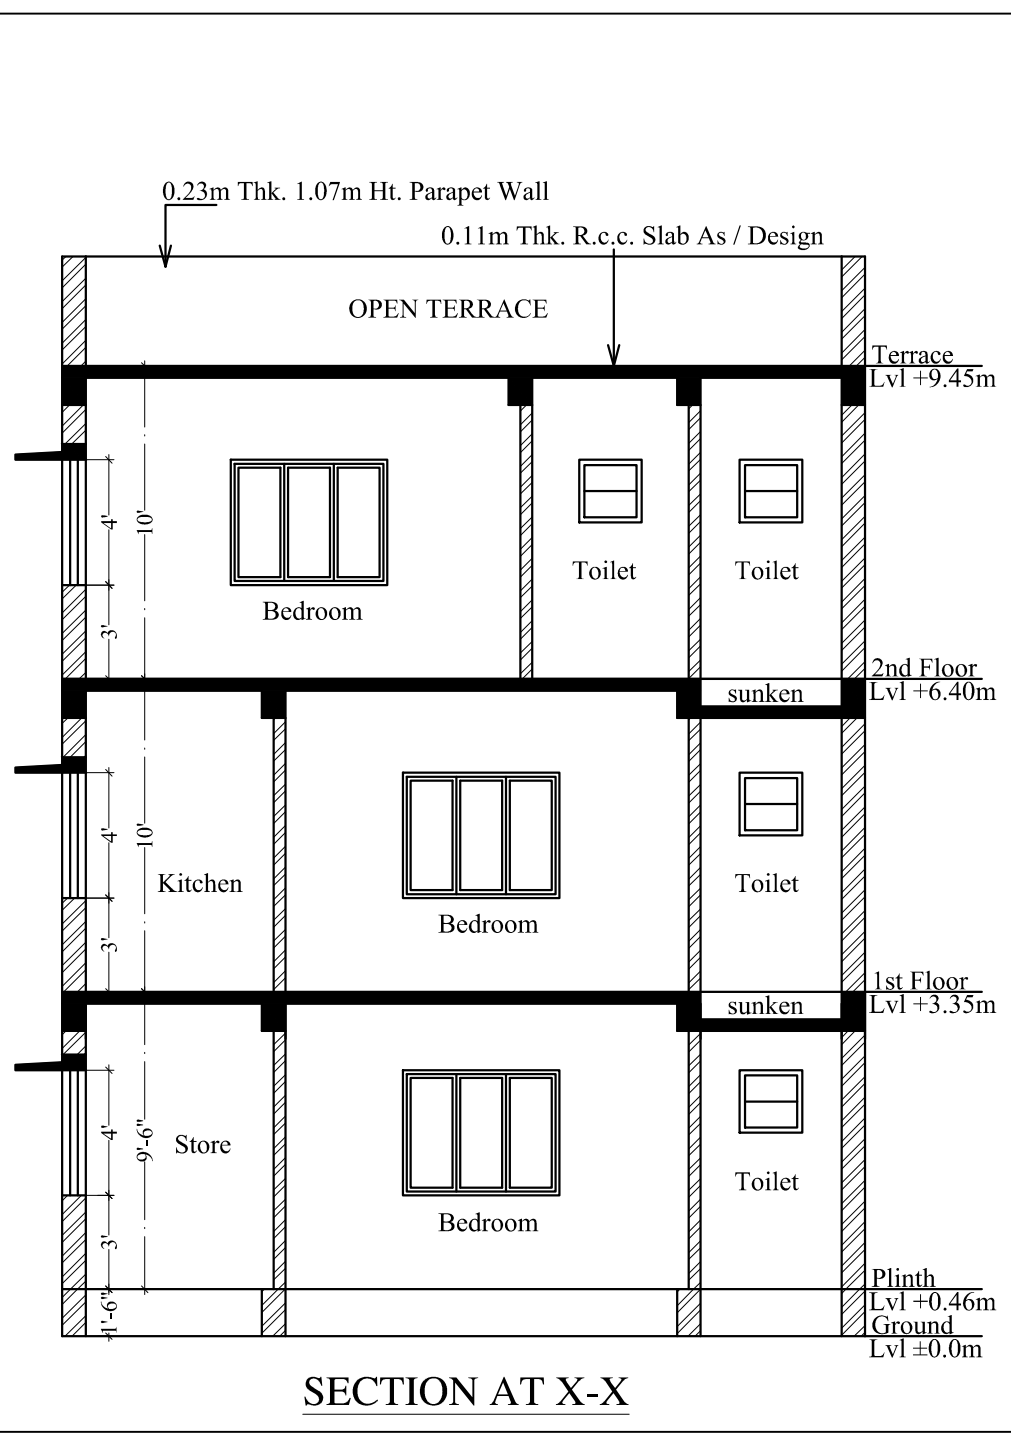 0.23m Thk. 1.07m Ht. Parapet Wall
0.11m Thk. R.c.c. Slab As / Design
OPEN TERRACE
Terrace
Lvl +9.45m
4'
10'
Toilet
Toilet
Bedroom
3'
2nd Floor
Lvl +6.40m
sunken
4'
10'
Kitchen
Toilet
Bedroom
3'
1st Floor
Lvl +3.35m
sunken
4'
9'-6"
Store
Toilet
Bedroom
3'
Plinth
Lvl +0.46m
1'-6"
Ground
Lvl ±0.0m
SECTION AT X-X